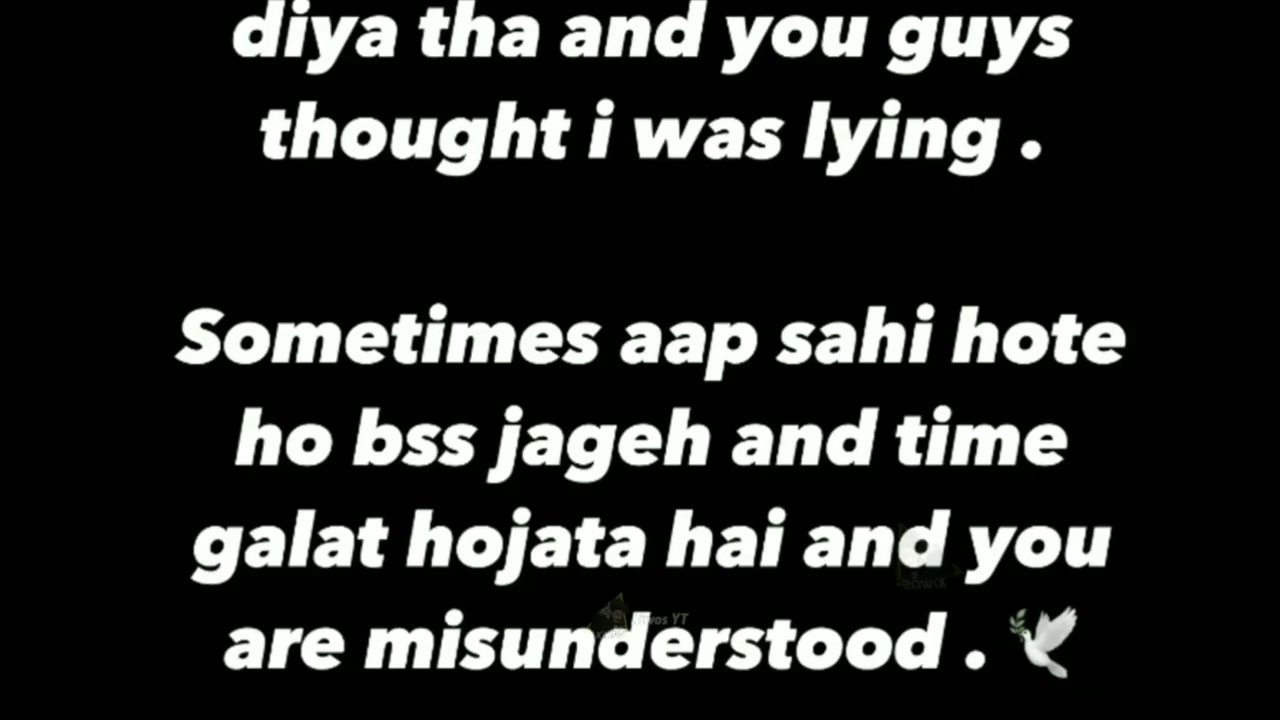 diya tha and you guys
thought i was lying .
Sometimes aap sahi hote
ho bss jageh and time
galat hojata hai and you
are misunderstood . 🕊️
YT